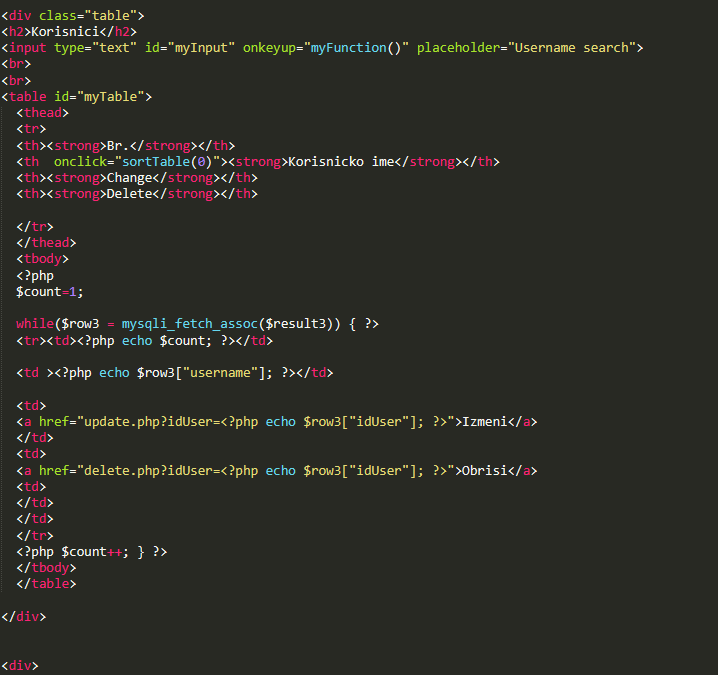 <div class="table">
<h2>Korisnici</h2>
<input type="text" id="myInput" onkeyup="myFunction()" placeholder="Username search">
<br>
<br>
<table id="myTable">
<thead>
<tr>
<th><strong>Br.</strong></th>
<th  onclick="sortTable(0)"><strong>Korisnicko ime</strong></th>
<th><strong>Change</strong></th>
<th><strong>Delete</strong></th>
</tr>
</thead>
<tbody>
<?php
$count=1;
while($row3 = mysqli_fetch_assoc($result3)) { ?>
<tr><td><?php echo $count; ?></td>
<td ><?php echo $row3["username"]; ?></td>
<td>
<a href="update.php?idUser=<?php echo $row3["idUser"]; ?>">Izmeni</a>
</td>
<td>
<a href="delete.php?idUser=<?php echo $row3["idUser"]; ?>">Obrisi</a>
<td>
</td>
</td>
</tr>
<?php $count++; } ?>
</tbody>
</table>
</div>
<div>